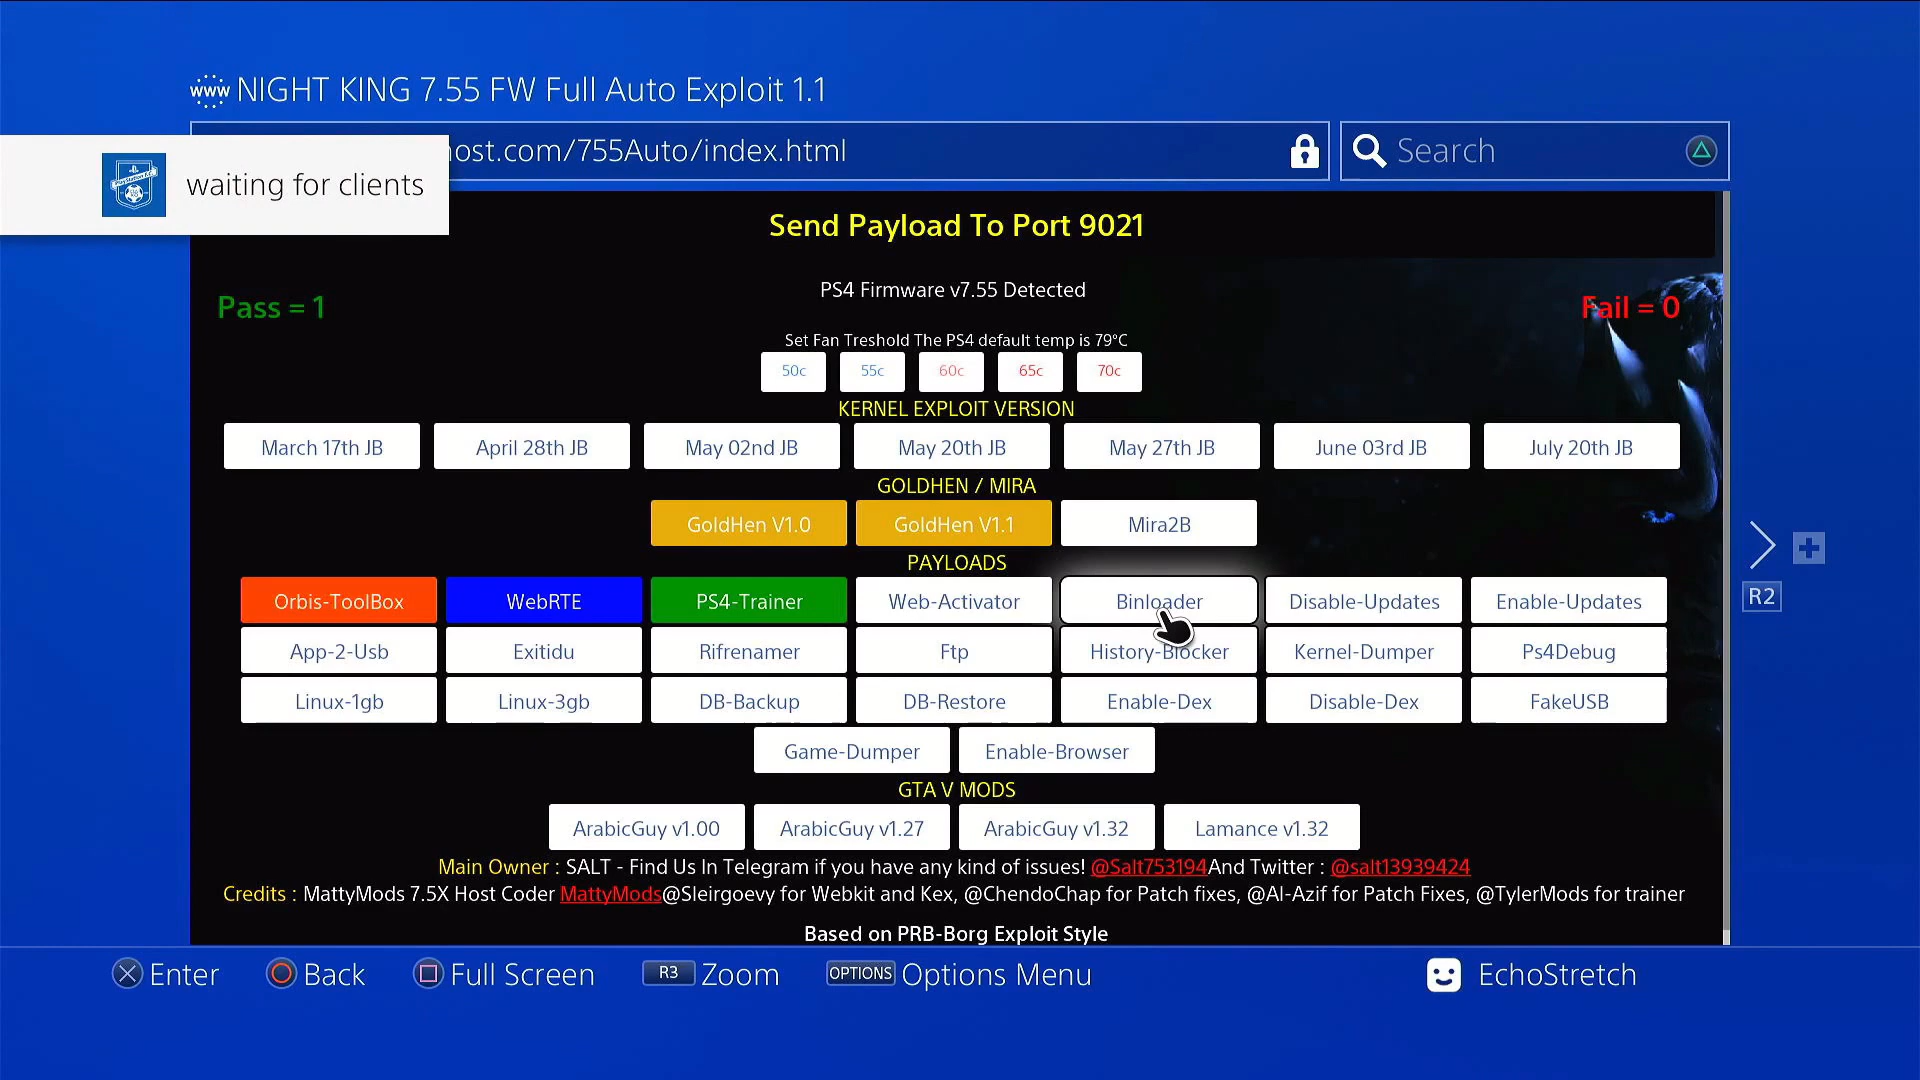 www NIGHT KING 7.55 FW Full Auto Exploit 1.1
ost.com/755Auto/index.html
Search
waiting for clients
Send Payload To Port 9021
PS4 Firmware v7.55 Detected
Pass = 1
Fail = 0
Set Fan Treshold The PS4 default temp is 79°C
50c 55c 60c 65c 70c
KERNEL EXPLOIT VERSION
March 17th JB April 28th JB May 02nd JB May 20th JB May 27th JB June 03rd JB July 20th JB
GOLDHEN / MIRA
GoldHen V1.0 GoldHen V1.1 Mira2B
PAYLOADS
Orbis-ToolBox WebRTE PS4-Trainer Web-Activator Binloader Disable-Updates Enable-Updates
App-2-Usb Exitidu Rifrenamer Ftp History-Blocker Kernel-Dumper Ps4Debug
Linux-1gb Linux-3gb DB-Backup DB-Restore Enable-Dex Disable-Dex FakeUSB
Game-Dumper Enable-Browser
GTA V MODS
ArabicGuy v1.00 ArabicGuy v1.27 ArabicGuy v1.32 Lamance v1.32
Main Owner : SALT - Find Us In Telegram if you have any kind of issues! @Salt753194And Twitter : @salt13939424
Credits : MattyMods 7.5X Host Coder MattyMods@Sleirgoevy for Webkit and Kex, @ChendoChap for Patch fixes, @Al-Azif for Patch Fixes, @TylerMods for trainer
Based on PRB-Borg Exploit Style
R2
Enter Back Full Screen R3 Zoom OPTIONS Options Menu EchoStretch